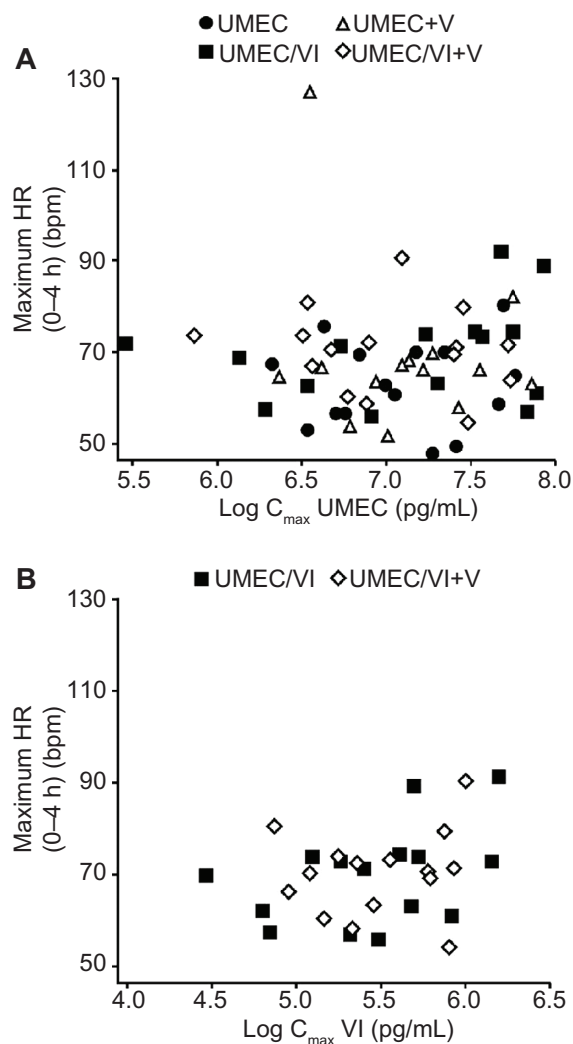 ● UMEC △ UMEC+V
■ UMEC/VI ◇ UMEC/VI+V
A
Maximum HR
(0–4 h) (bpm)
130
110
90
70
50
5.5 6.0 6.5 7.0 7.5 8.0
Log Cmax UMEC (pg/mL)
B
■ UMEC/VI ◇ UMEC/VI+V
Maximum HR
(0–4 h) (bpm)
130
110
90
70
50
4.0 4.5 5.0 5.5 6.0 6.5
Log Cmax VI (pg/mL)